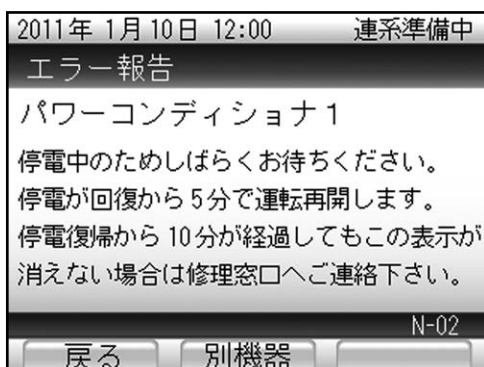 2011年 1月10日 12:00 連系準備中
エラー報告
パワーコンディショナ1
停電中のためしばらくお待ちください。
停電が回復から5分で運転再開します。
停電復帰から10分が経過してもこの表示が
消えない場合は修理窓口へご連絡下さい。
N-02
戻る 別機器